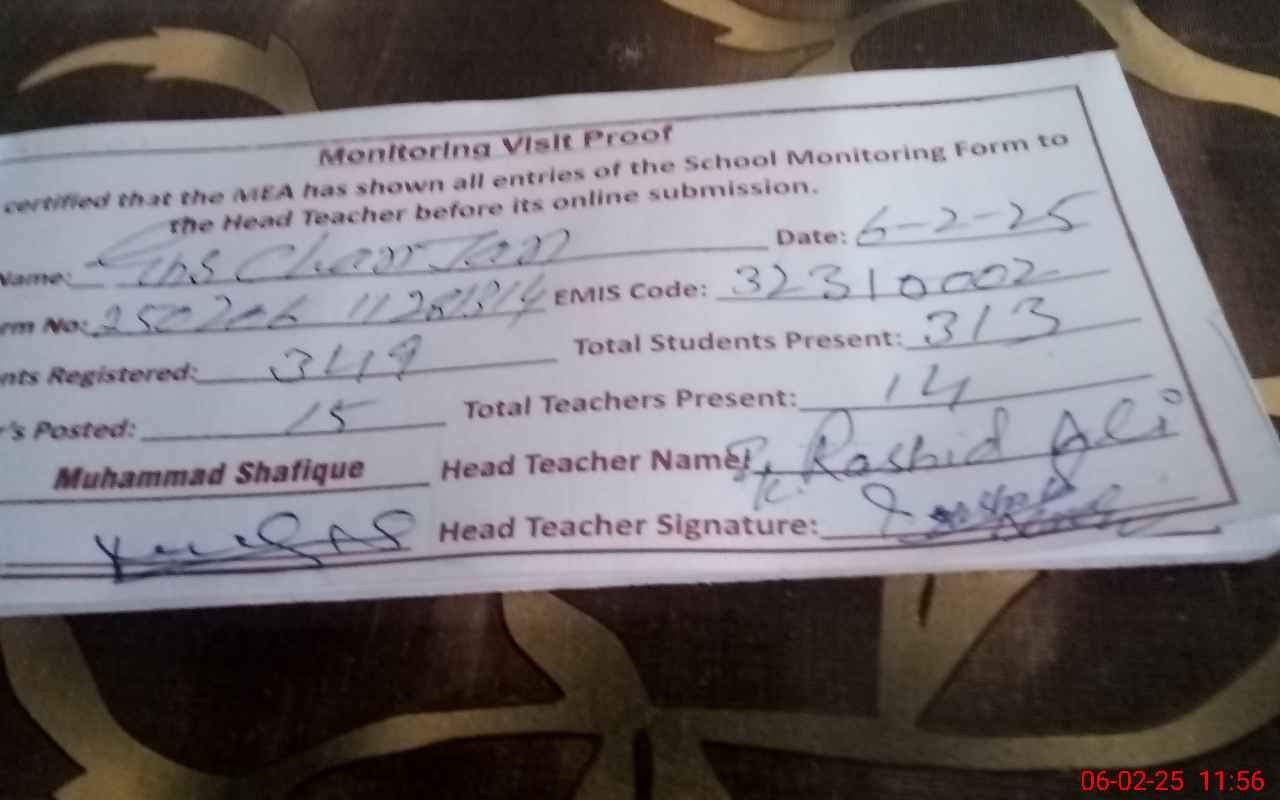 Monitoring Visit Proof
certified that the MEA has shown all entries of the School Monitoring Form to
the Head Teacher before its online submission.
Name: Date: 6-2-25
rm No: EMIS Code: 32310002
nts Registered: 349 Total Students Present: 313
r's Posted: 15 Total Teachers Present: 14
Muhammad Shafique Head Teacher Name: Rashid Ali
Head Teacher Signature:
06-02-25 11:56